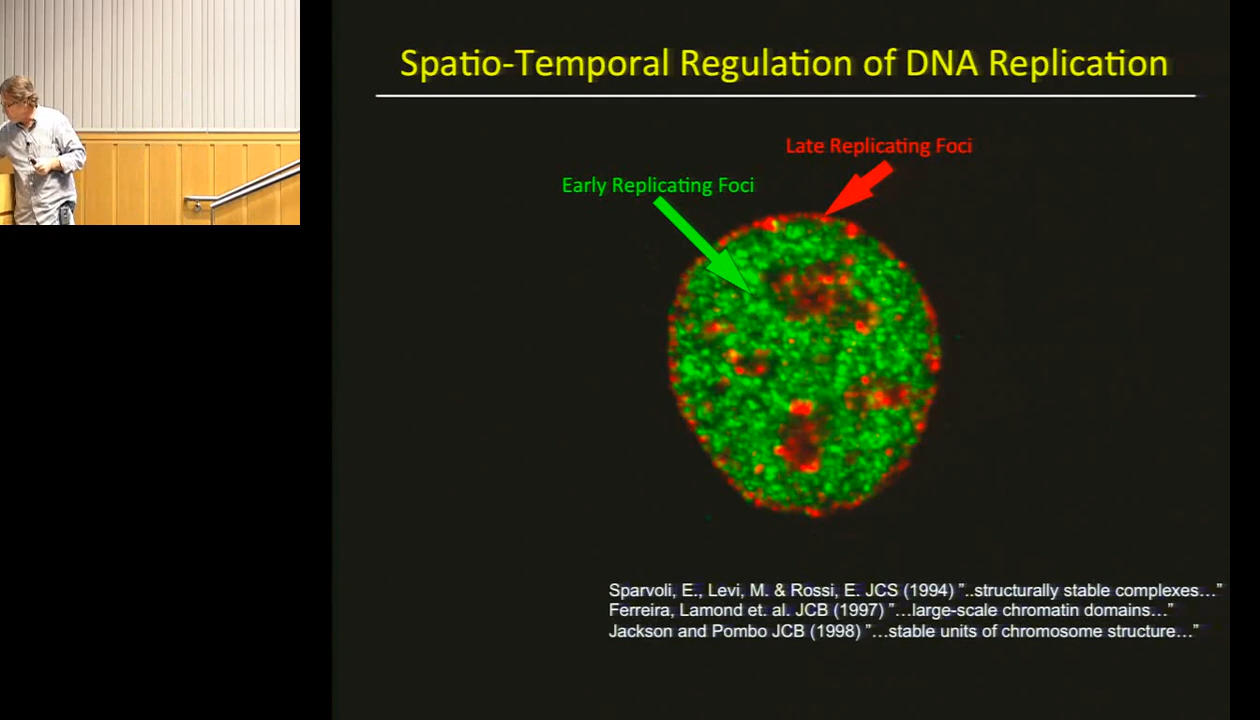 Spatio-Temporal Regulation of DNA Replication
Late Replicating Foci
Early Replicating Foci
Sparvoli, E., Levi, M. & Rossi, E. JCS (1994) "..structurally stable complexes…"
Ferreira, Lamond et. al. JCB (1997) "…large-scale chromatin domains…"
Jackson and Pombo JCB (1998) "…stable units of chromosome structure…"